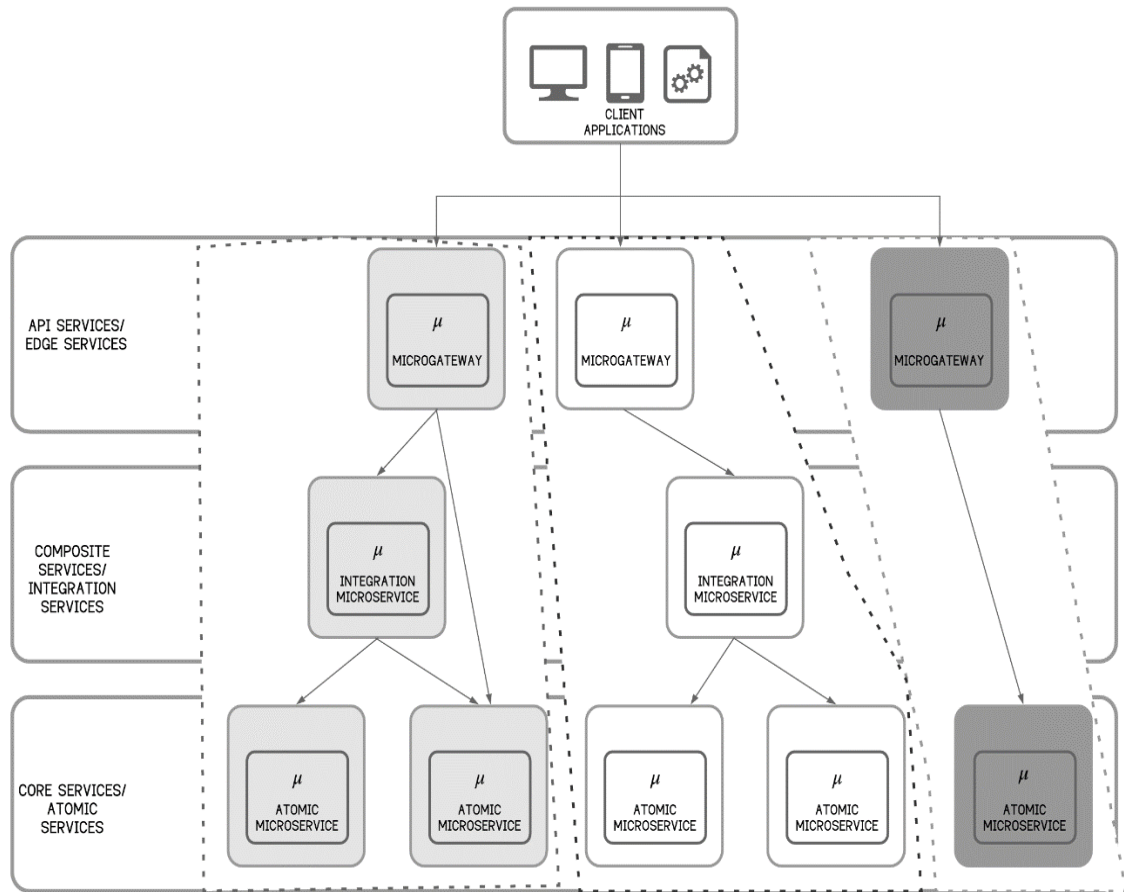 CLIENT
APPLICATIONS
API SERVICES/
EDGE SERVICES
μ
MICROGATEWAY
μ
MICROGATEWAY
μ
MICROGATEWAY
COMPOSITE
SERVICES/
INTEGRATION
SERVICES
μ
INTEGRATION
MICROSERVICE
μ
INTEGRATION
MICROSERVICE
CORE SERVICES/
ATOMIC
SERVICES
μ
ATOMIC
MICROSERVICE
μ
ATOMIC
MICROSERVICE
μ
ATOMIC
MICROSERVICE
μ
ATOMIC
MICROSERVICE
μ
ATOMIC
MICROSERVICE